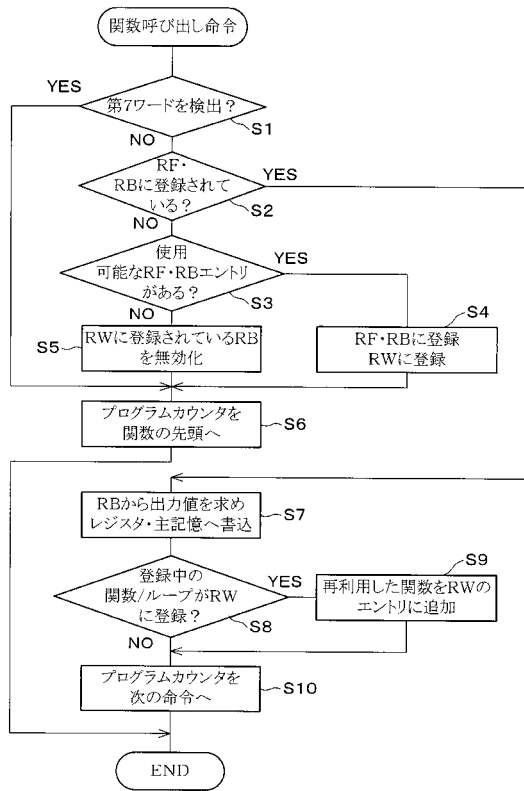 関数呼び出し命令
YES
第7ワードを検出？
S1
NO
RF・
RBに登録されて
いる？
YES
S2
NO
使用
可能なRF・RBエントリ
がある？
YES
S3
NO
S4
S5
RWに登録されているRB
を無効化
RF・RBに登録
RWに登録
プログラムカウンタを
関数の先頭へ
S6
RBから出力値を求め
レジスタ・主記憶へ書込
S7
登録中の
関数/ループがRW
に登録？
YES
S8
S9
再利用した関数をRWの
エントリに追加
NO
プログラムカウンタを
次の命令へ
S10
END